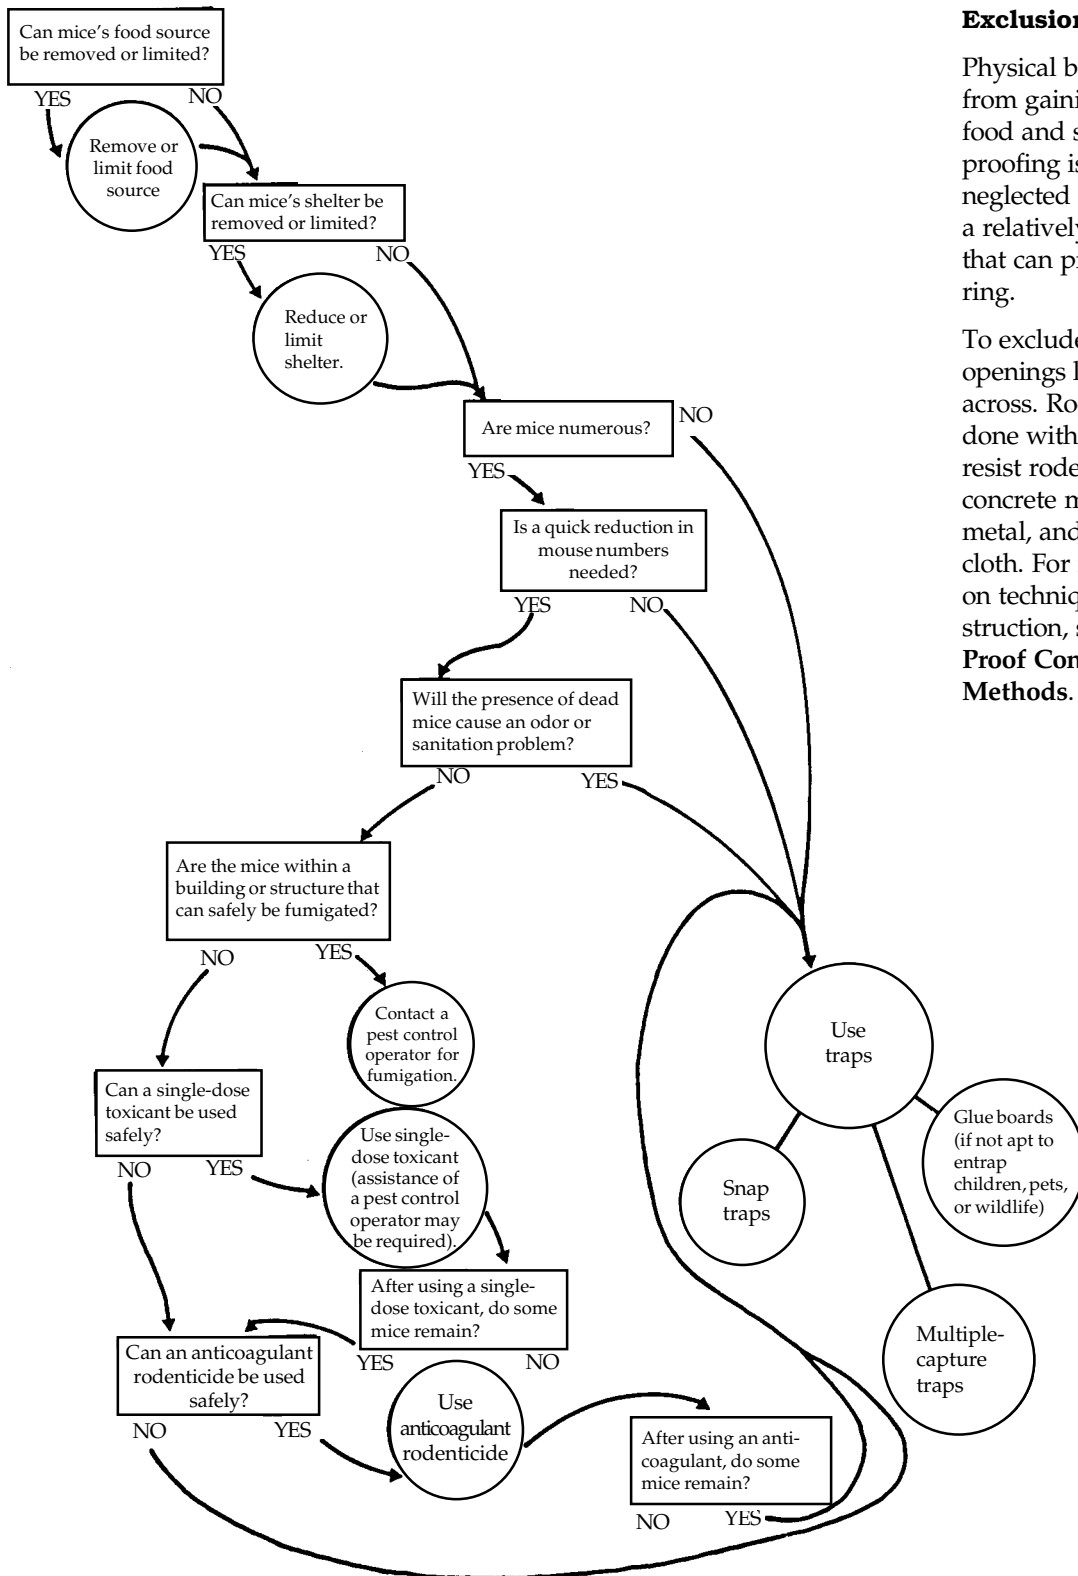 Can mice's food source
be removed or limited?
YES
NO
Remove or
limit food
source
Can mice's shelter be
removed or limited?
YES
NO
Reduce or
limit
shelter.
Are mice numerous?
NO
YES
Is a quick reduction in
mouse numbers
needed?
YES
NO
Will the presence of dead
mice cause an odor or
sanitation problem?
NO
YES
Are the mice within a
building or structure that
can safely be fumigated?
NO
YES
Contact a
pest control
operator for
fumigation.
Can a single-dose
toxicant be used
safely?
NO
YES
Use single-
dose toxicant
(assistance of
a pest control
operator may
be required).
After using a single-
dose toxicant, do some
mice remain?
YES
NO
Can an anticoagulant
rodenticide be used
safely?
NO
YES
Use
anticoagulant
rodenticide
After using an anti-
coagulant, do some
mice remain?
NO
YES
Use
traps
Snap
traps
Glue boards
(if not apt to
entrap
children, pets,
or wildlife)
Multiple-
capture
traps
Exclusion
Physical b
from gaini
food and s
proofing is
neglected
a relatively
that can p
ring.
To exclude
openings l
across. Ro
done with
resist rode
concrete m
metal, and
cloth. For
on techniq
struction, s
Proof Con
Methods.